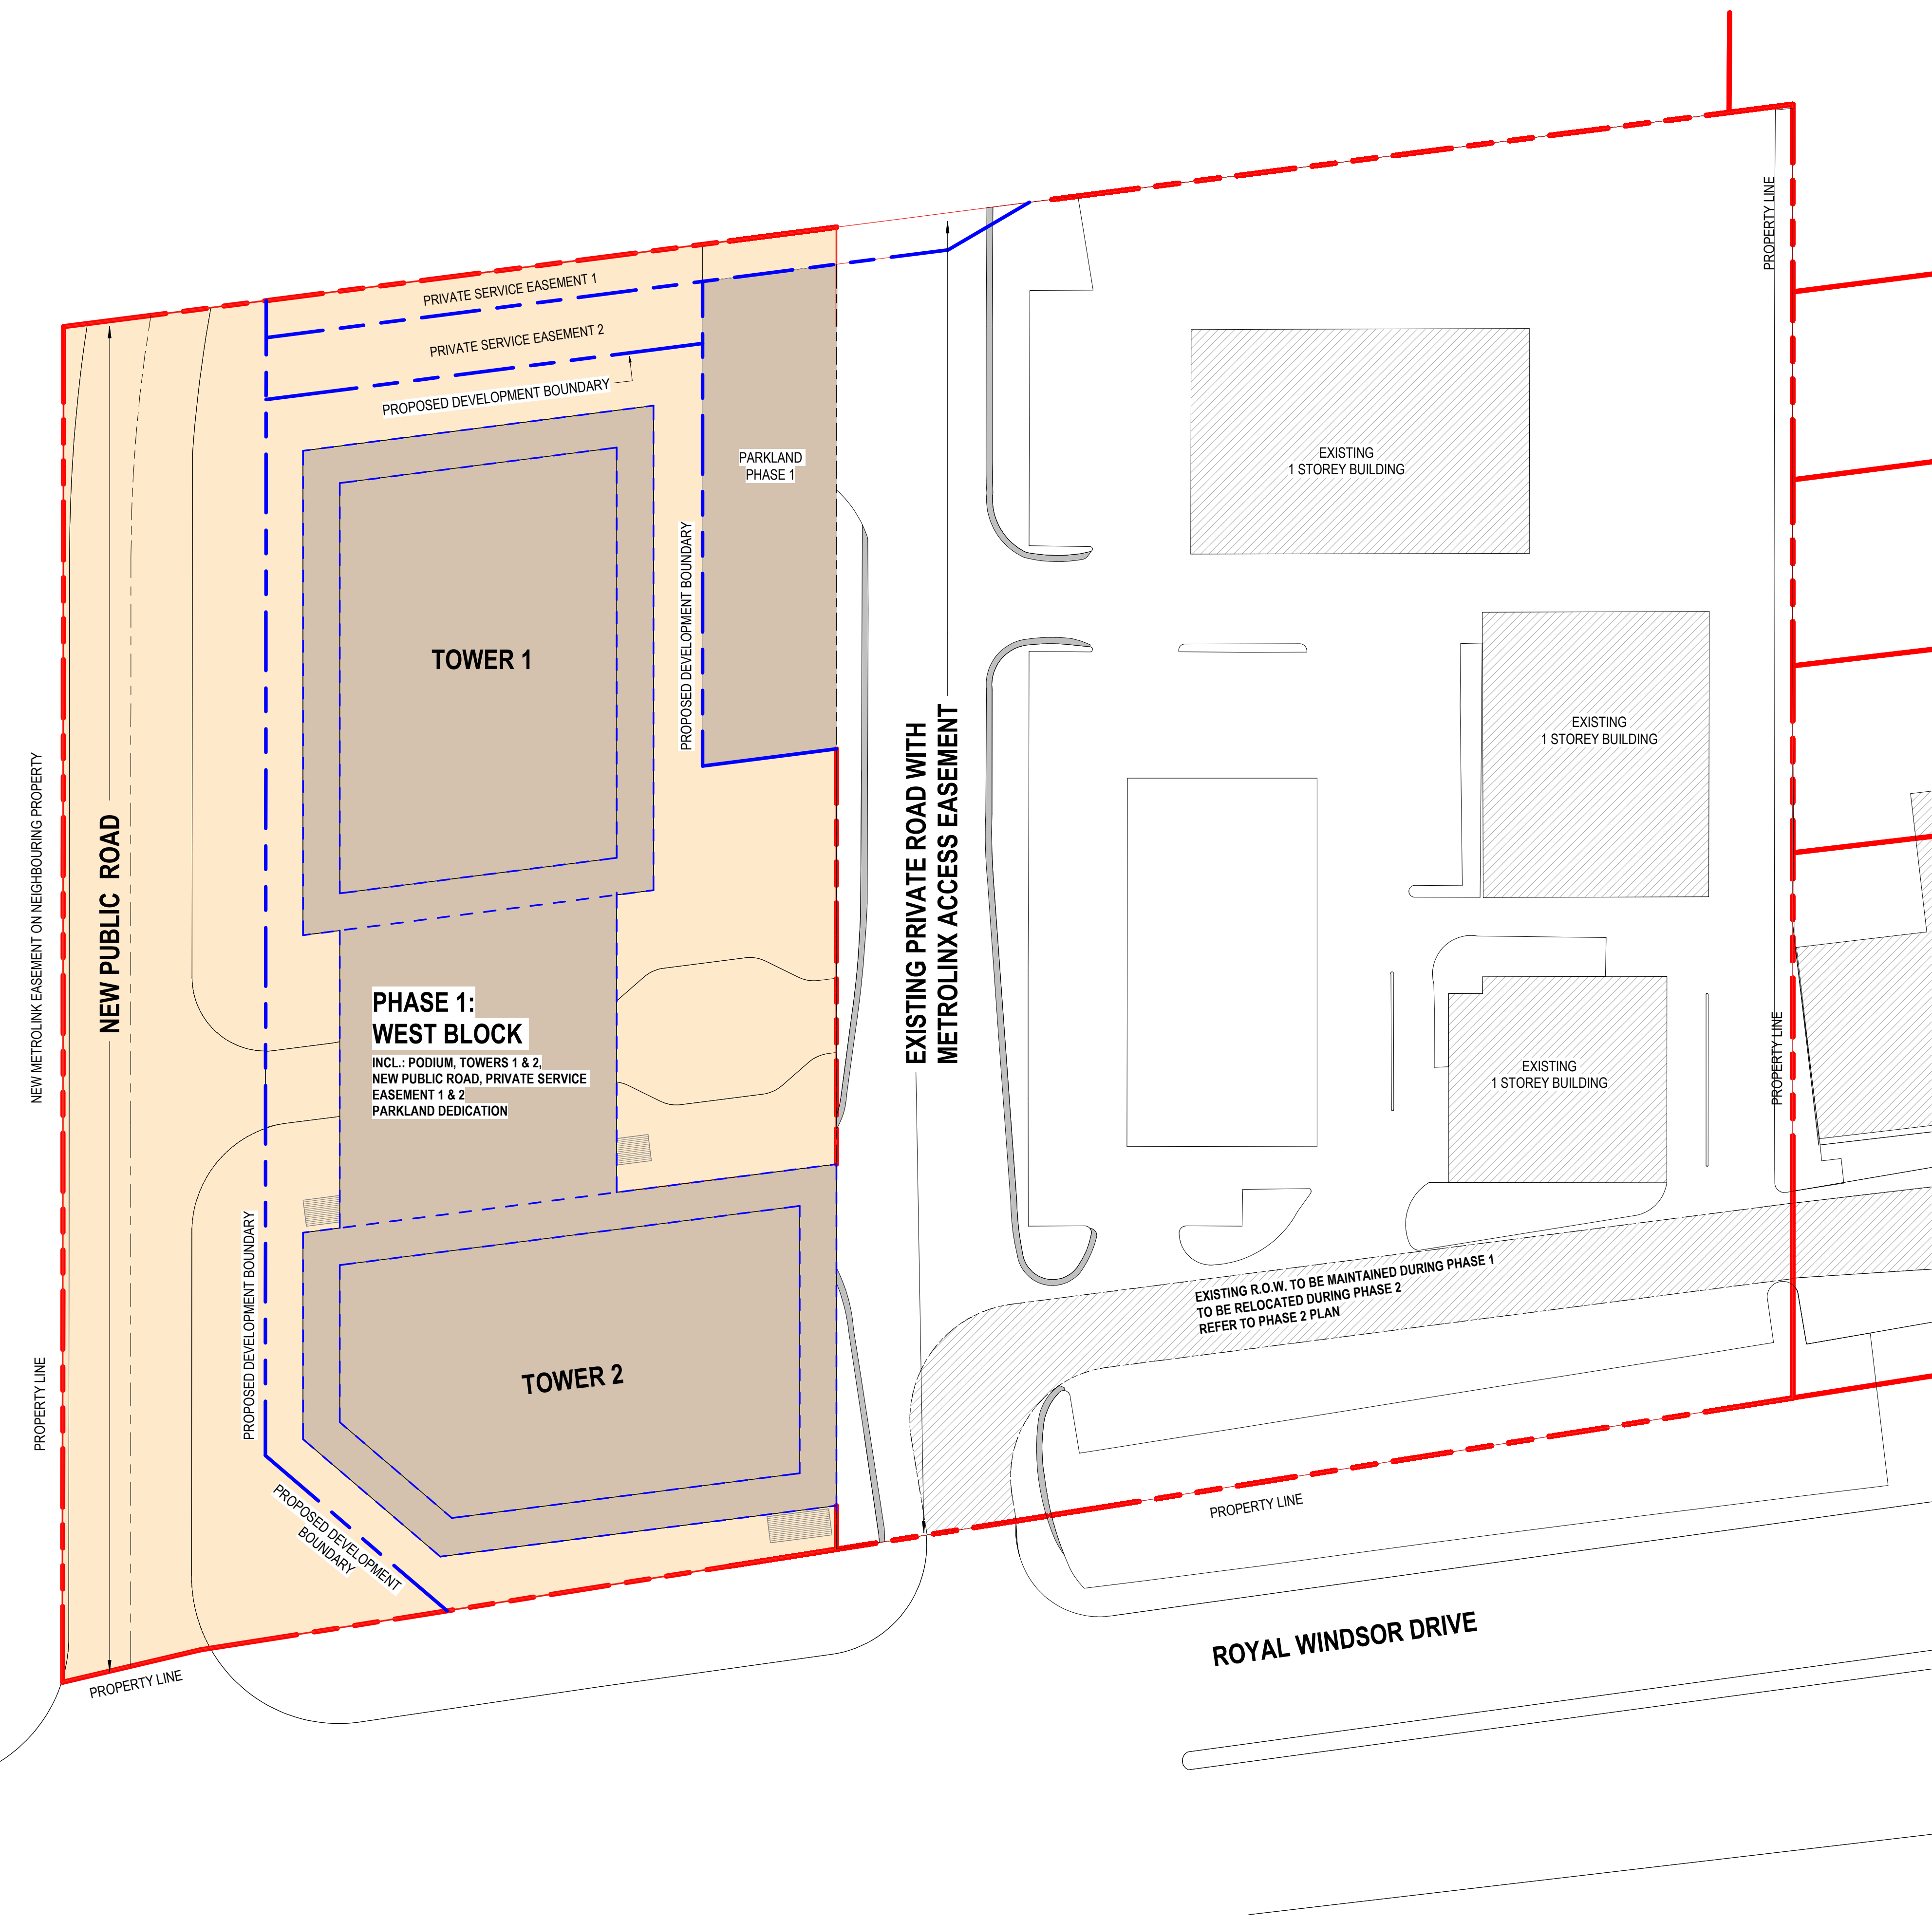 PROPERTY LINE
PRIVATE SERVICE EASEMENT 1
PRIVATE SERVICE EASEMENT 2
PROPOSED DEVELOPMENT BOUNDARY
PARKLAND
PHASE 1
EXISTING
1 STOREY BUILDING
PROPOSED DEVELOPMENT BOUNDARY
TOWER 1
EXISTING
1 STOREY BUILDING
NEW METROLINK EASEMENT ON NEIGHBOURING PROPERTY
NEW PUBLIC ROAD
EXISTING PRIVATE ROAD WITH
METROLINX ACCESS EASEMENT
PHASE 1:
WEST BLOCK
INCL.: PODIUM, TOWERS 1 & 2,
NEW PUBLIC ROAD, PRIVATE SERVICE
EASEMENT 1 & 2
PARKLAND DEDICATION
EXISTING
1 STOREY BUILDING
PROPERTY LINE
PROPOSED DEVELOPMENT BOUNDARY
EXISTING R.O.W. TO BE MAINTAINED DURING PHASE 1
TO BE RELOCATED DURING PHASE 2
REFER TO PHASE 2 PLAN
PROPERTY LINE
TOWER 2
PROPERTY LINE
PROPOSED DEVELOPMENT
BOUNDARY
ROYAL WINDSOR DRIVE
PROPERTY LINE